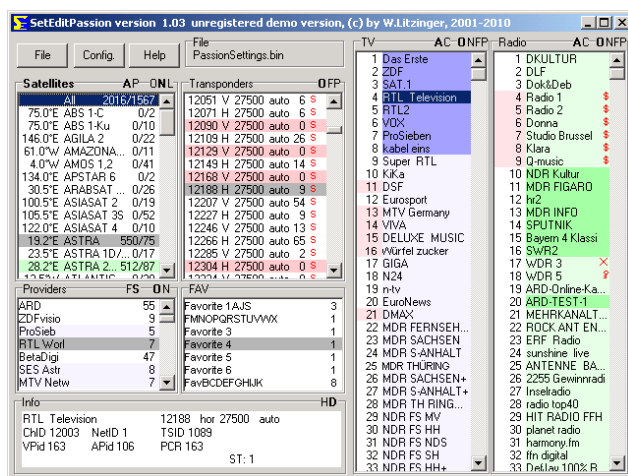 SetEditPassion version 1.03 unregistered demo version, (c) by W.Litzinger, 2001-2010
File
Config.
Help
File
PassionSettings.bin
Satellites AP-ONL
All 2016/1567
75.0°E ABS 1-C 0/2
75.0°E ABS 1-Ku 0/10
146.0°E AGILA 2 0/22
61.0°W AMAZONA... 0/11
4.0°W AMOS 1,2 0/41
134.0°E APSTAR 6 0/2
30.5°E ARABSAT ... 0/26
100.5°E ASIASAT 2 0/19
105.5°E ASIASAT 3S 0/52
122.0°E ASIASAT 4 0/10
19.2°E ASTRA 550/75
23.5°E ASTRA 1D/... 0/17
28.2°E ASTRA 2... 512/87
Transponders OFP
12051 V 27500 auto 6 S
12071 H 27500 auto 6 S
12090 V 27500 auto 0 S
12109 H 27500 auto 26 S
12129 V 27500 auto 0 S
12149 H 27500 auto 14 S
12168 V 27500 auto 0 S
12188 H 27500 auto 9 S
12207 V 27500 auto 54 S
12227 H 27500 auto 9 S
12246 V 27500 auto 13 S
12266 H 27500 auto 65 S
12285 V 27500 auto 2 S
12304 H 27500 auto 0 S
Providers FS ON
ARD 55
ZDFvisio 9
ProSieb 5
RTL Worl 7
BetaDigi 47
SES Astr 8
MTV Netw 7
FAV
Favorite 1AJS 3
FMNOPQRSTUVWX 1
Favorite 3 1
Favorite 4 1
Favorite 5 1
Favorite 6 1
FavBCDEFGHIJK 8
Info HD
RTL Television 12188 hor 27500 auto
ChID 12003 NetID 1 TSID 1089
VPid 163 APid 106 PCR 163
ST: 1
TV AC ONFP
1 Das Erste
2 ZDF
3 SAT.1
4 RTL Television
5 RTL2
6 VOX
7 ProSieben
8 kabel eins
9 Super RTL
10 KiKa
11 DSF
12 Eurosport
13 MTV Germany
14 VIVA
15 DELUXE MUSIC
16 Würfel zucker
17 GIGA
18 N24
19 n-tv
20 EuroNews
21 DMAX
22 MDR FERNSEH...
23 MDR SACHSEN
24 MDR S-ANHALT
25 MDR THÜRING
26 MDR SACHSEN+
27 MDR S-ANHALT+
28 MDR TH RING...
29 NDR FS MV
30 NDR FS HH
31 NDR FS NDS
32 NDR FS SH
33 NDR FS HH+
Radio AC ONFP
1 DKULTUR
2 DLF
3 Dok&Deb
4 Radio 1 $
5 Radio 2 $
6 Donna $
7 Studio Brussel $
8 Klara $
9 Q-music $
10 NDR Kultur
11 MDR FIGARO
12 hr2
13 MDR INFO
14 SPUTNIK
15 Bayern 4 Klassi
16 SWR2
17 WDR 3
18 WDR 5
19 ARD-Online-Ka...
20 ARD-TEST-1
21 MEHRKANALT...
22 ROCK ANT EN...
23 ERF Radio
24 sunshine live
25 ANTENNE BA...
26 2255 Gewinnradi
27 Inselradio
28 radio top40
29 HIT RADIO FFH
30 planet radio
31 harmony.fm
32 ffn digital
33 DefJay 100% R